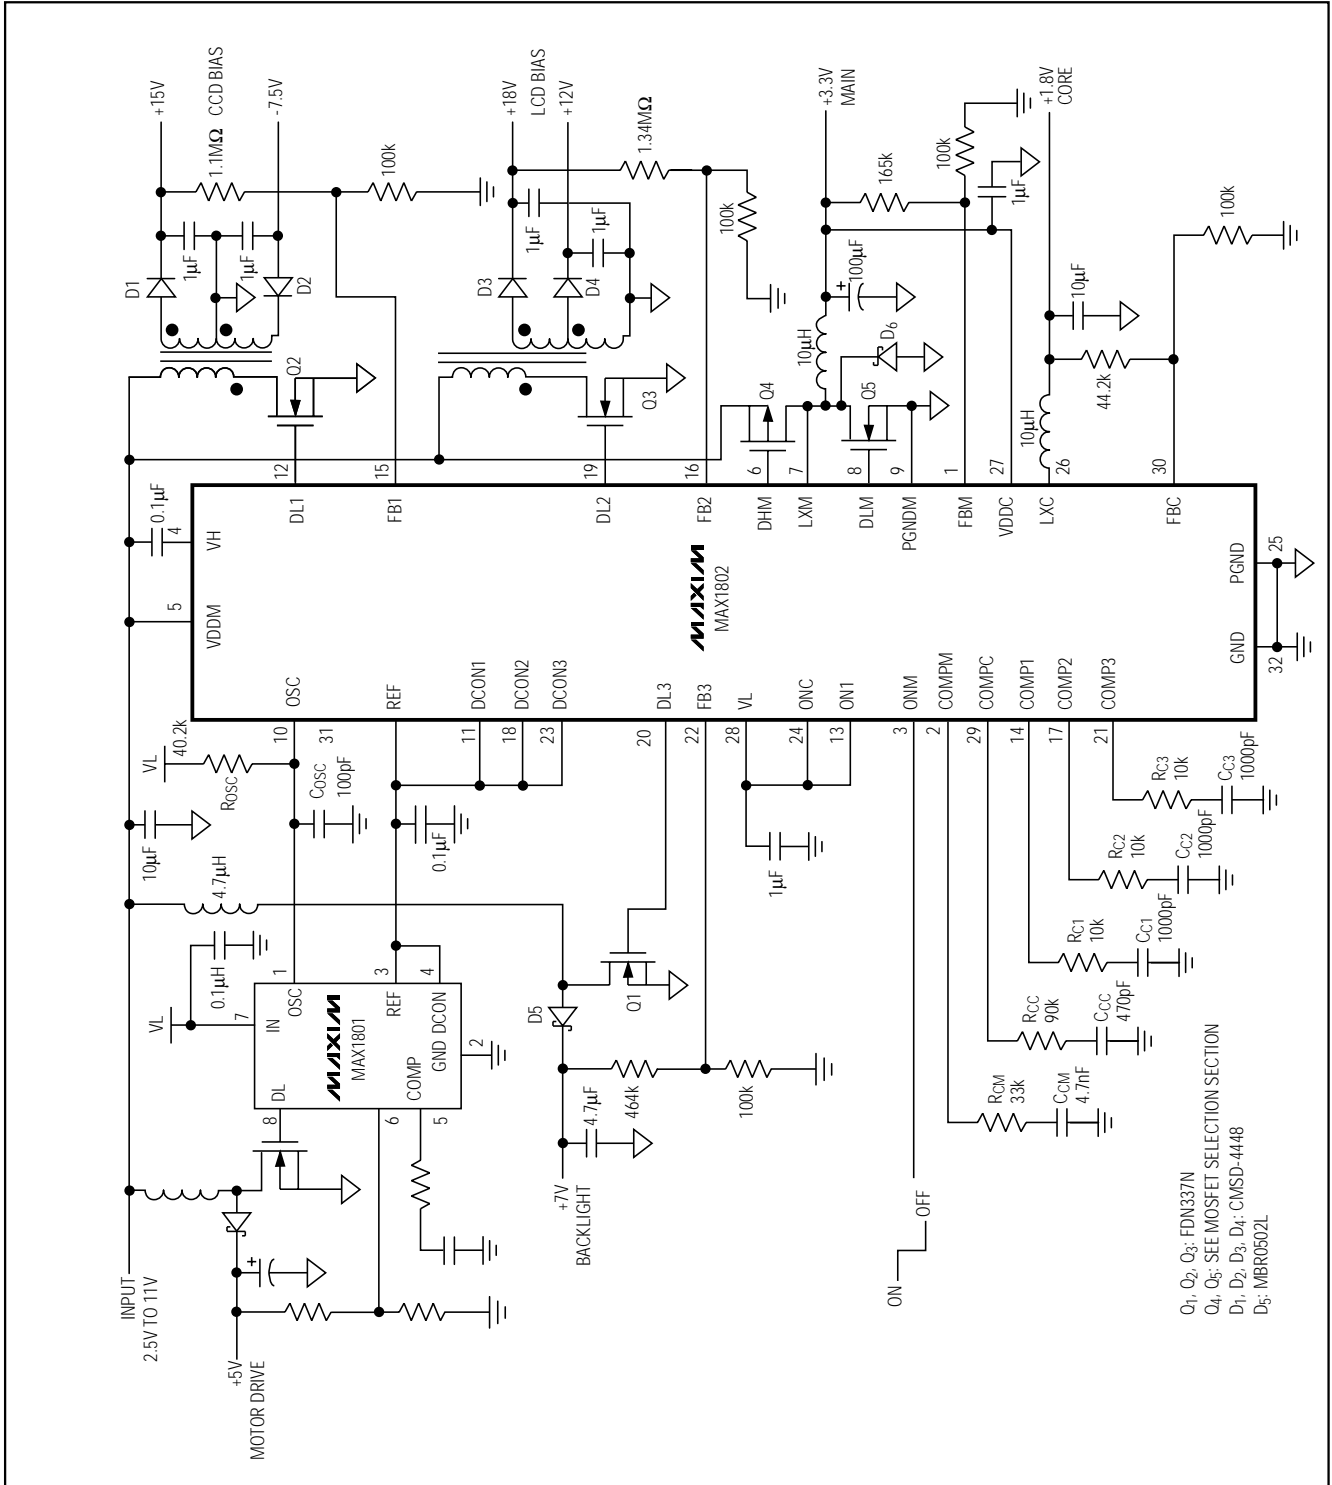 INPUT
2.5V TO 11V
+5V
MOTOR DRIVE
VL
0.1µH
4.7µH
10µF
VL
40.2k
ROSC
COSC
100pF
0.1µF
7
IN
1
OSC
3
REF
4
DCON
GND
2
COMP
5
6
DL
8
MAXIM
MAX1801
D5
Q1
+7V
BACKLIGHT
4.7µF
464k
100k
0.1µF
1µF
ON
OFF
5
VDDM
4
VH
10
OSC
31
REF
11
DCON1
18
DCON2
23
DCON3
20
DL3
22
FB3
28
VL
24
ONC
13
ON1
3
ONM
2
COMPM
29
COMPC
14
COMP1
17
COMP2
21
COMP3
32
GND
25
PGND
MAXIM
MAX1802
DL1
12
FB1
15
DL2
19
FB2
16
DHM
6
LXM
7
DLM
8
PGNDM
9
FBM
1
VDDC
27
LXC
26
FBC
30
RCM
33k
CCM
4.7nF
RCC
90k
CCC
470pF
RC1
10k
CC1
1000pF
RC2
10k
CC2
1000pF
RC3
10k
CC3
1000pF
Q2
D1
D2
1µF
1µF
+15V
1.1MΩ
CCD BIAS
-7.5V
100k
Q3
D3
D4
1µF
1µF
+18V
LCD BIAS
+12V
1.34MΩ
100k
Q4
Q5
D6
10µH
100µF
+3.3V
MAIN
165k
100k
1µF
10µH
10µF
44.2k
+1.8V
CORE
100k
Q1, Q2, Q3: FDN337N
Q4, Q5: SEE MOSFET SELECTION SECTION
D1, D2, D3, D4: CMSD-4448
D5: MBR0502L